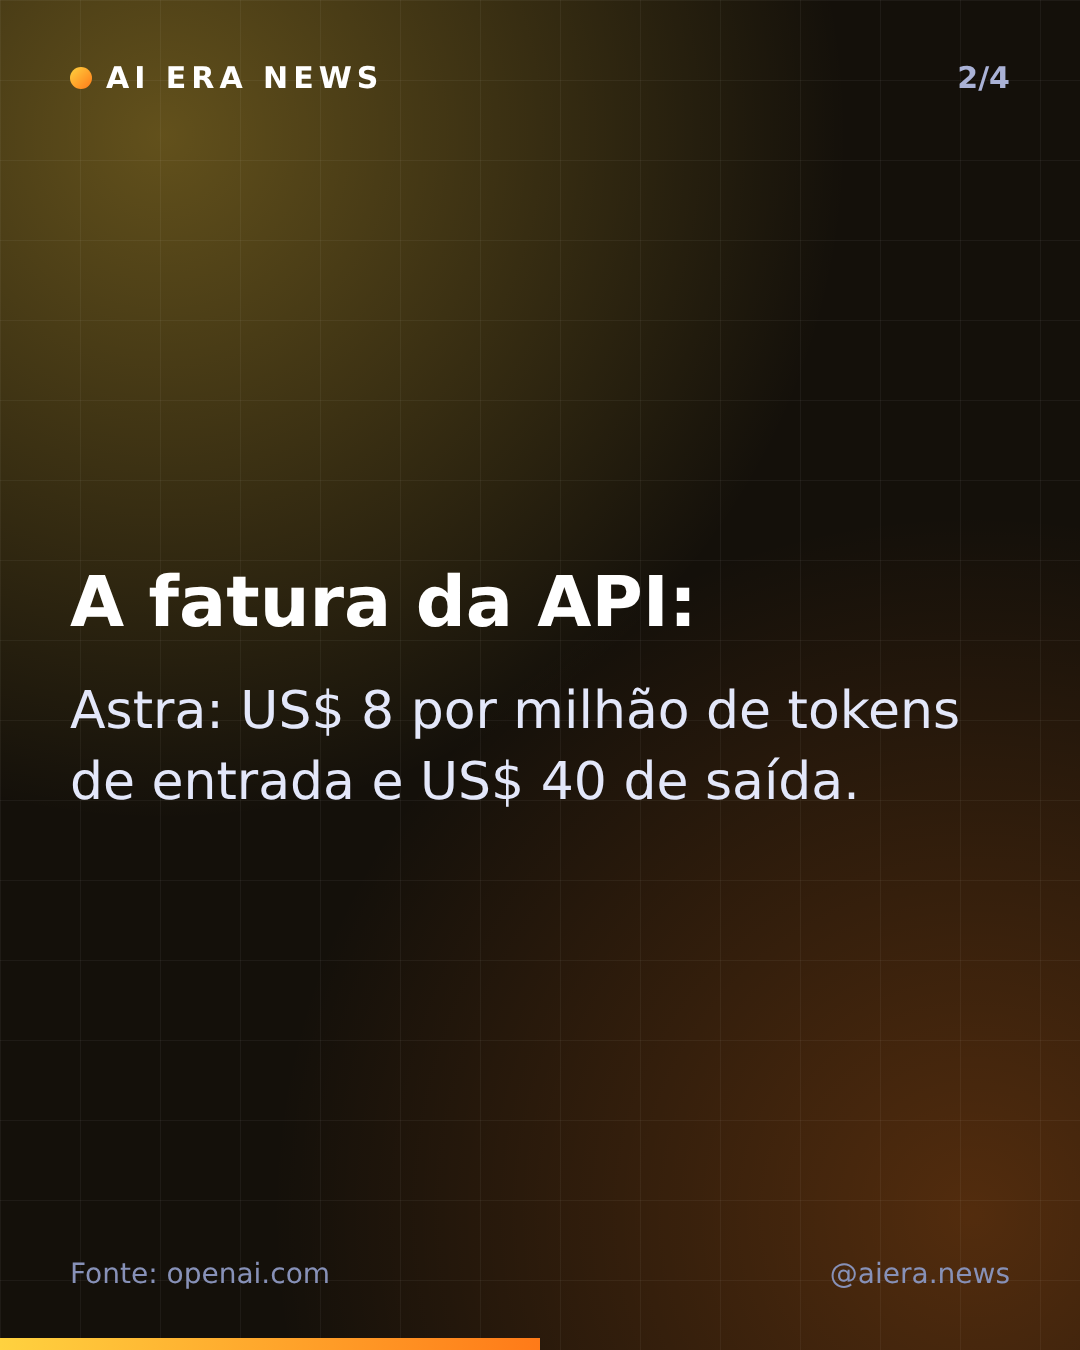 AI ERA NEWS
2/4
A fatura da API:
Astra: US$ 8 por milhão de tokens
de entrada e US$ 40 de saída.
Fonte: openai.com
@aiera.news